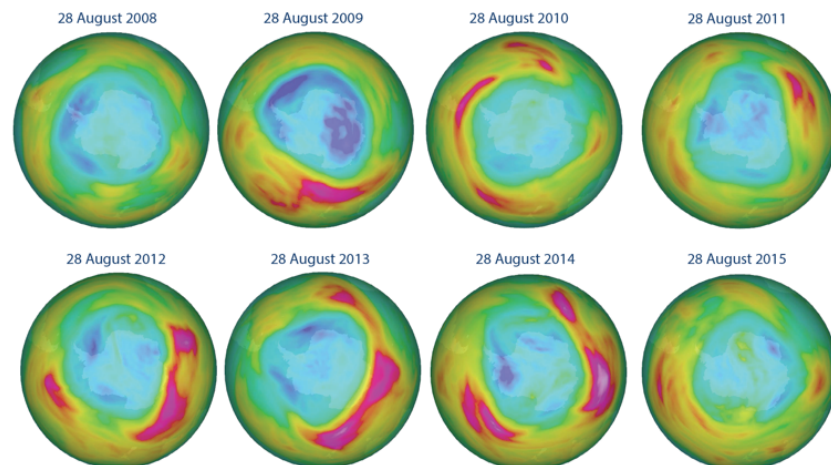 28 August 2008
28 August 2009
28 August 2010
28 August 2011
28 August 2012
28 August 2013
28 August 2014
28 August 2015